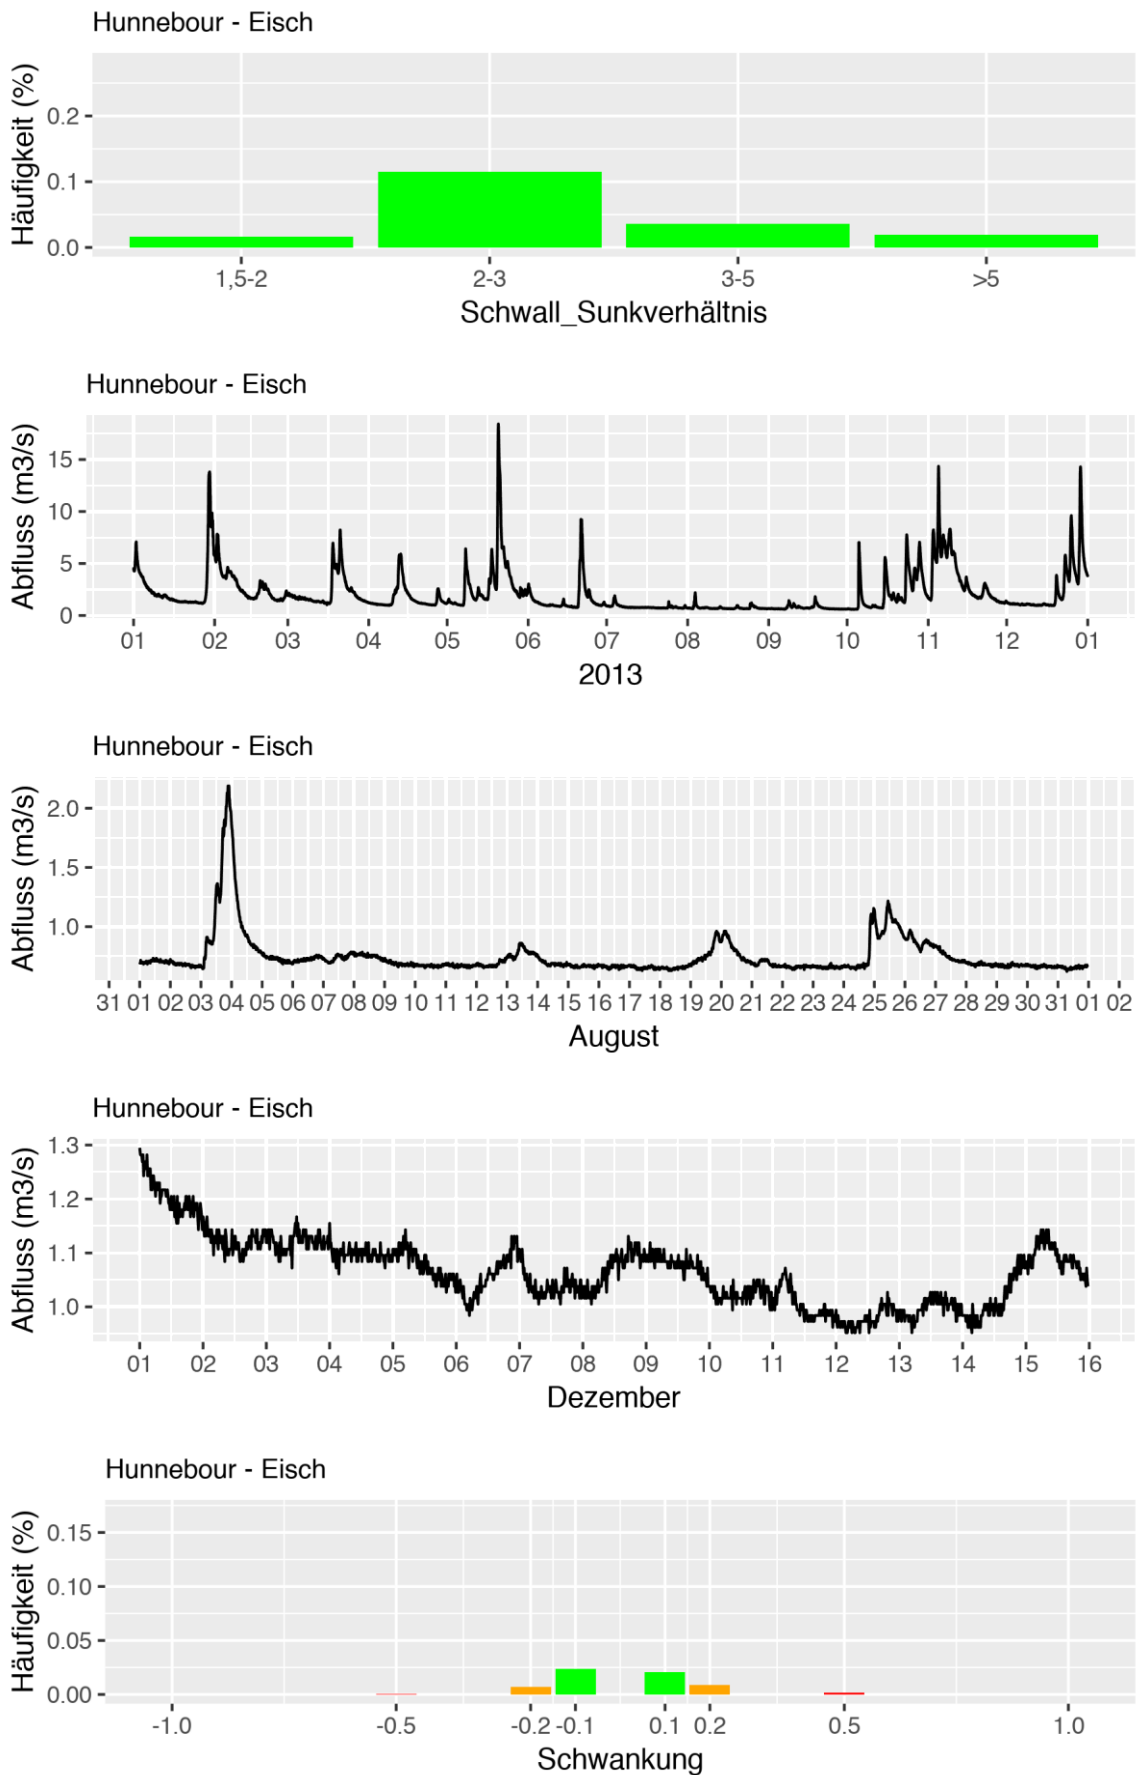 Hunnebour - Eisch
Häufigkeit (%)
0.2
0.1
0.0
1,5-2 2-3 3-5 >5
Schwall_Sunkverhältnis
Hunnebour - Eisch
Abfluss (m3/s)
15
10
5
0
01 02 03 04 05 06 07 08 09 10 11 12 01
2013
Hunnebour - Eisch
Abfluss (m3/s)
2.0
1.5
1.0
31 01 02 03 04 05 06 07 08 09 10 11 12 13 14 15 16 17 18 19 20 21 22 23 24 25 26 27 28 29 30 31 01 02
August
Hunnebour - Eisch
Abfluss (m3/s)
1.3
1.2
1.1
1.0
01 02 03 04 05 06 07 08 09 10 11 12 13 14 15 16
Dezember
Hunnebour - Eisch
Häufigkeit (%)
0.15
0.10
0.05
0.00
-1.0 -0.5 -0.2 -0.1 0.1 0.2 0.5 1.0
Schwankung